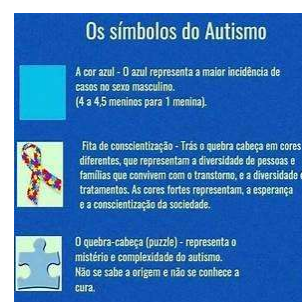 Os símbolos do Autismo
A cor azul - O azul representa a maior incidência de
casos no sexo masculino.
(4 a 4,5 meninos para 1 menina).
Fita de conscientização - Trás o quebra cabeça em cores
diferentes, que representam a diversidade de pessoas e
famílias que convivem com o transtorno, e a diversidade
tratamentos. As cores fortes representam, a esperança
e a conscientização da sociedade.
O quebra-cabeça (puzzle) - representa o
mistério e complexidade do autismo.
Não se sabe a origem e não se conhece a
cura.